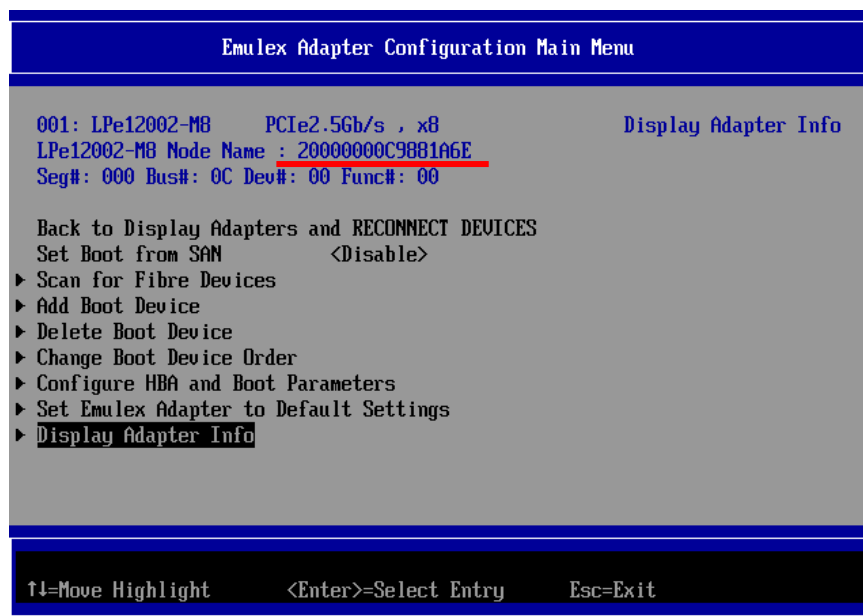 Emulex Adapter Configuration Main Menu
001: LPe12002-M8 PCIe2.5Gb/s , x8 Display Adapter Info
LPe12002-M8 Node Name : 20000000C9881A6E
Seg#: 000 Bus#: 0C Dev#: 00 Func#: 00
Back to Display Adapters and RECONNECT DEVICES
Set Boot from SAN <Disable>
▶ Scan for Fibre Devices
▶ Add Boot Device
▶ Delete Boot Device
▶ Change Boot Device Order
▶ Configure HBA and Boot Parameters
▶ Set Emulex Adapter to Default Settings
▶ Display Adapter Info
↑↓=Move Highlight <Enter>=Select Entry Esc=Exit